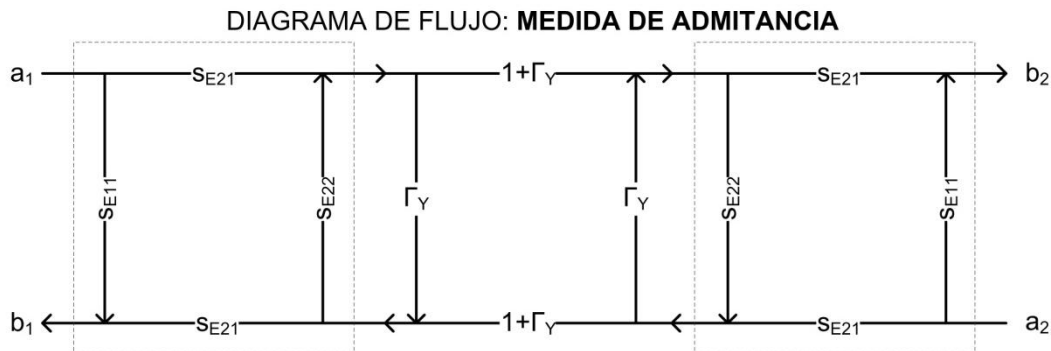 DIAGRAMA DE FLUJO: MEDIDA DE ADMITANCIA
a₁ s_E21 1+Γ_Y s_E21 b₂
s_E11 s_E22 Γ_Y Γ_Y s_E22 s_E11
b₁ s_E21 1+Γ_Y s_E21 a₂